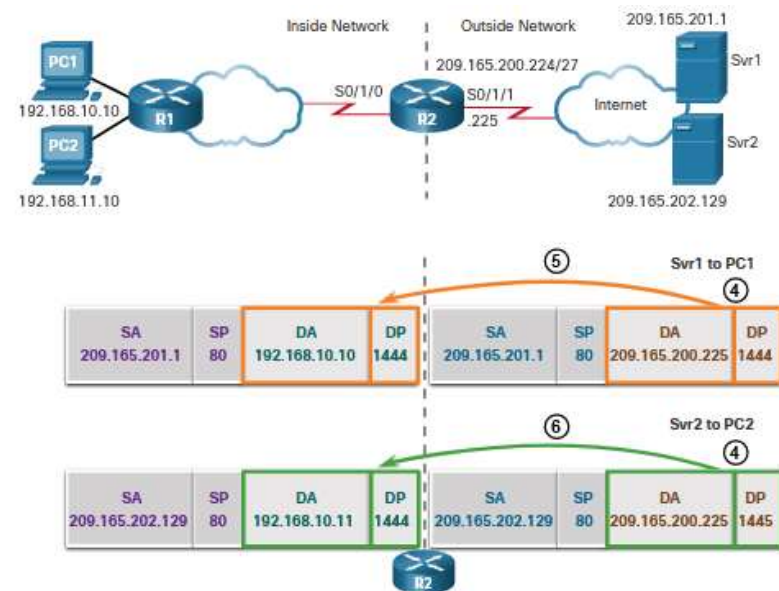 Inside Network
Outside Network
209.165.201.1
PC1
192.168.10.10
R1
S0/1/0
R2
209.165.200.224/27
S0/1/1
.225
Internet
Svr1
PC2
192.168.11.10
Svr2
209.165.202.129
Svr1 to PC1
5
4
SA SP DA DP SA SP DA DP
209.165.201.1 80 192.168.10.10 1444 209.165.201.1 80 209.165.200.225 1444
Svr2 to PC2
6
4
SA SP DA DP SA SP DA DP
209.165.202.129 80 192.168.10.11 1444 209.165.202.129 80 209.165.200.225 1445
R2